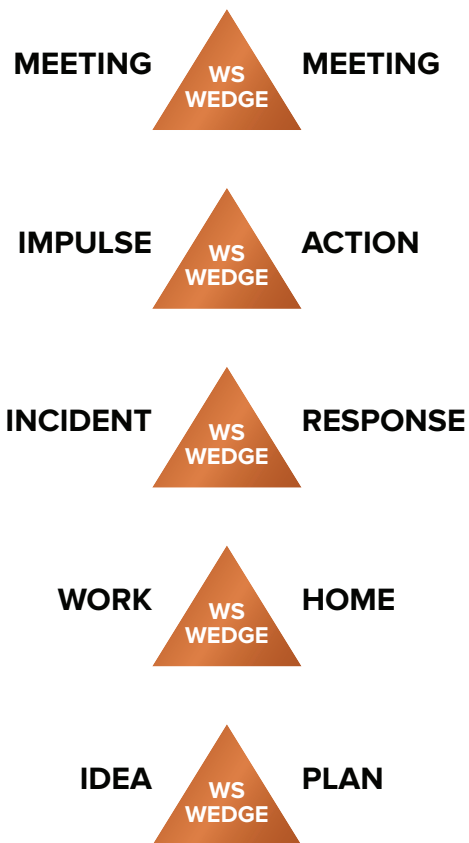 MEETING WS WEDGE MEETING
IMPULSE WS WEDGE ACTION
INCIDENT WS WEDGE RESPONSE
WORK WS WEDGE HOME
IDEA WS WEDGE PLAN